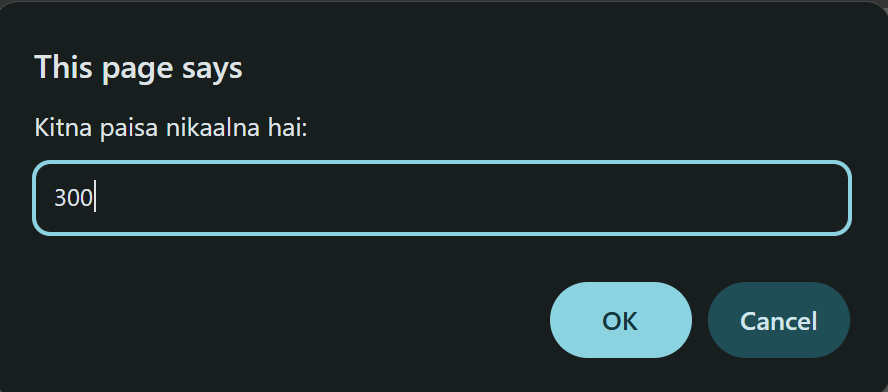 This page says
Kitna paisa nikaalna hai:
300
OK Cancel